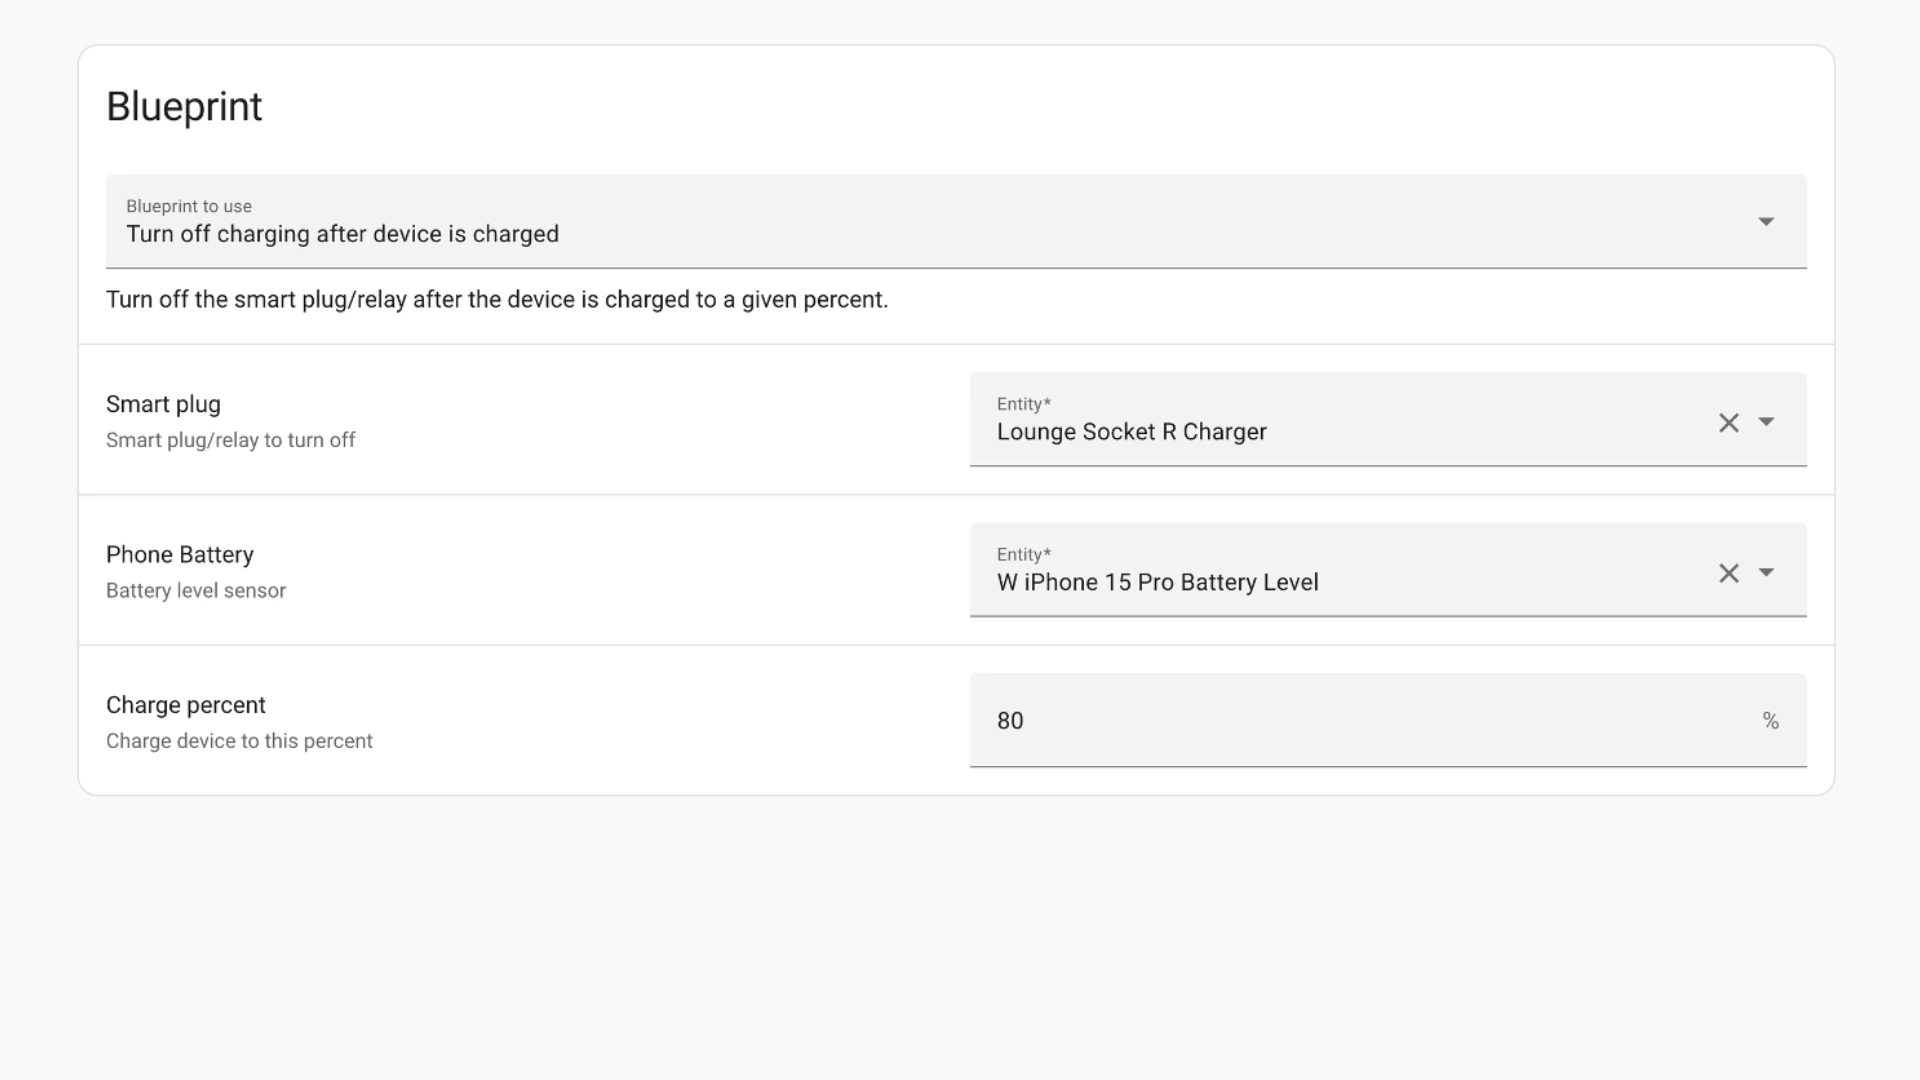 Blueprint
Blueprint to use
Turn off charging after device is charged
Turn off the smart plug/relay after the device is charged to a given percent.
Smart plug
Smart plug/relay to turn off
Entity*
Lounge Socket R Charger
Phone Battery
Battery level sensor
Entity*
W iPhone 15 Pro Battery Level
Charge percent
Charge device to this percent
80 %